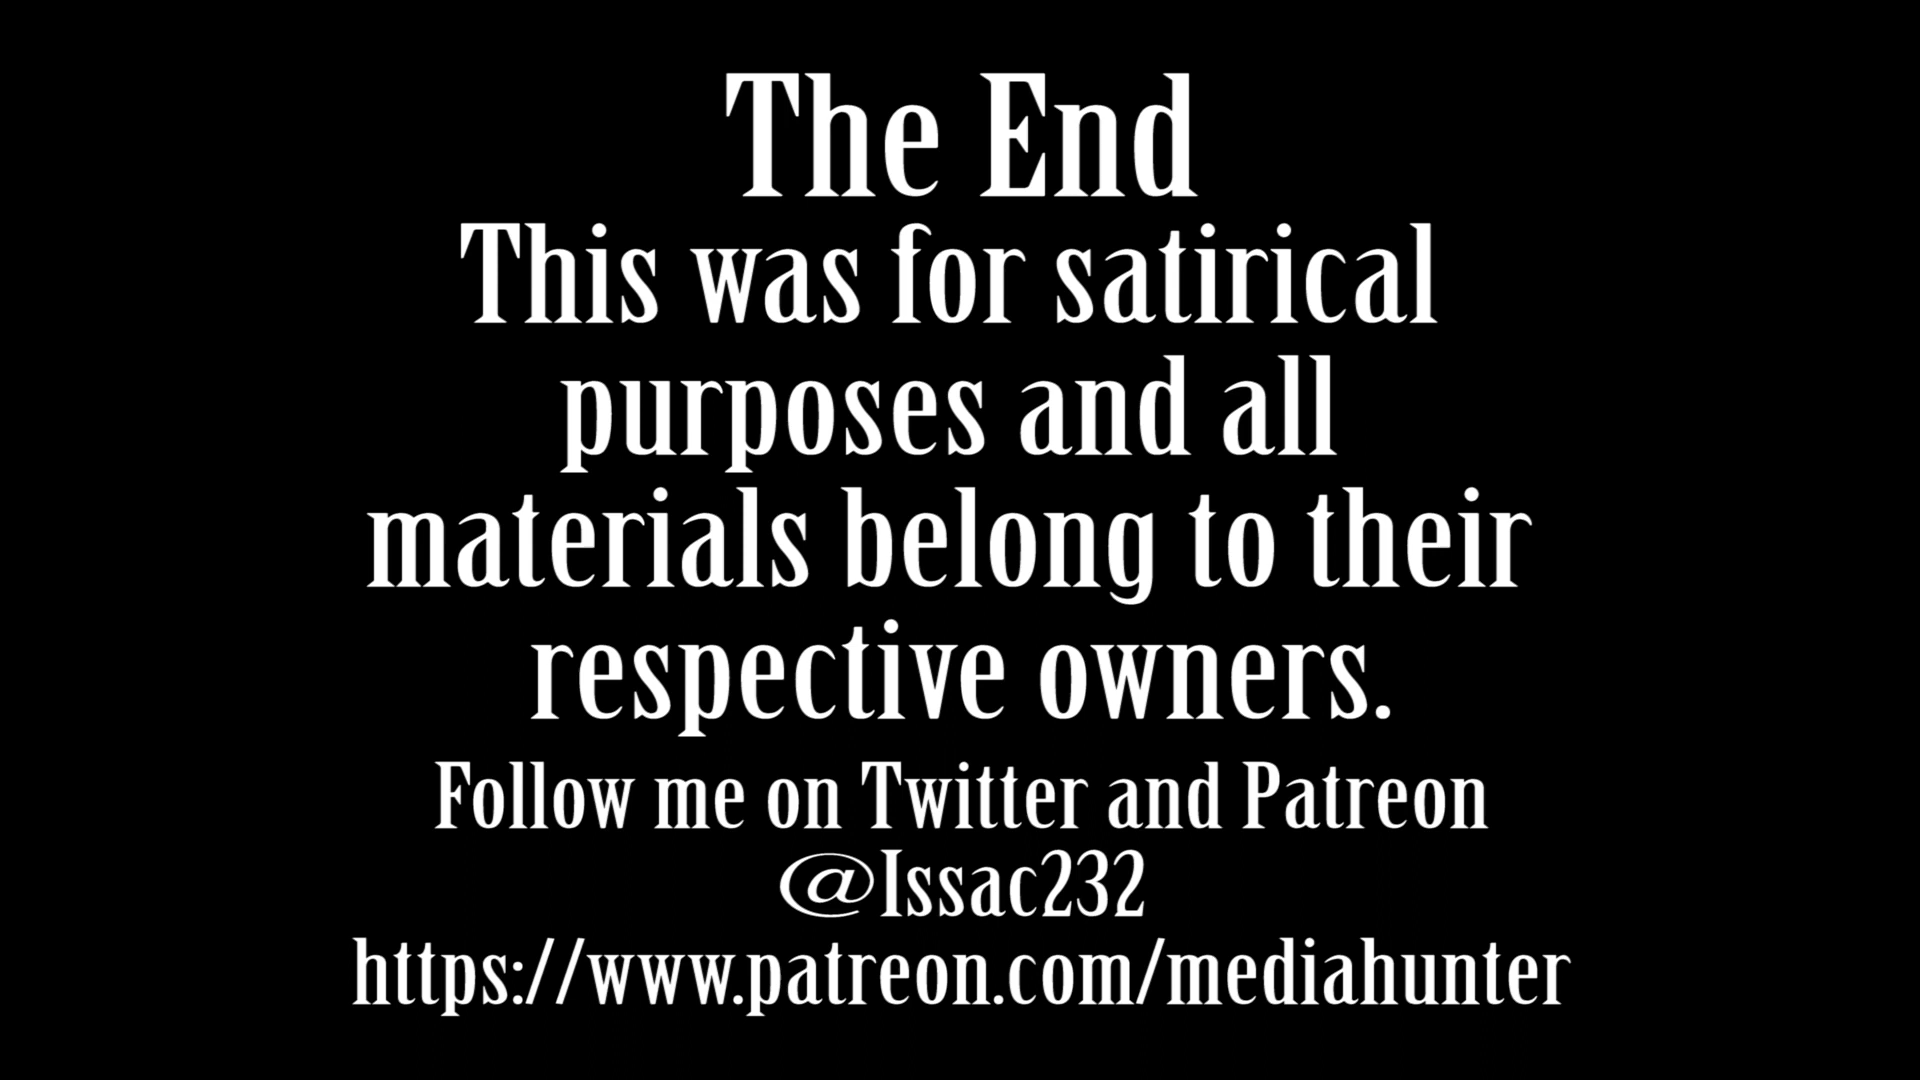 The End
This was for satirical
purposes and all
materials belong to their
respective owners.
Follow me on Twitter and Patreon
@Issac232
https://www.patreon.com/mediahunter